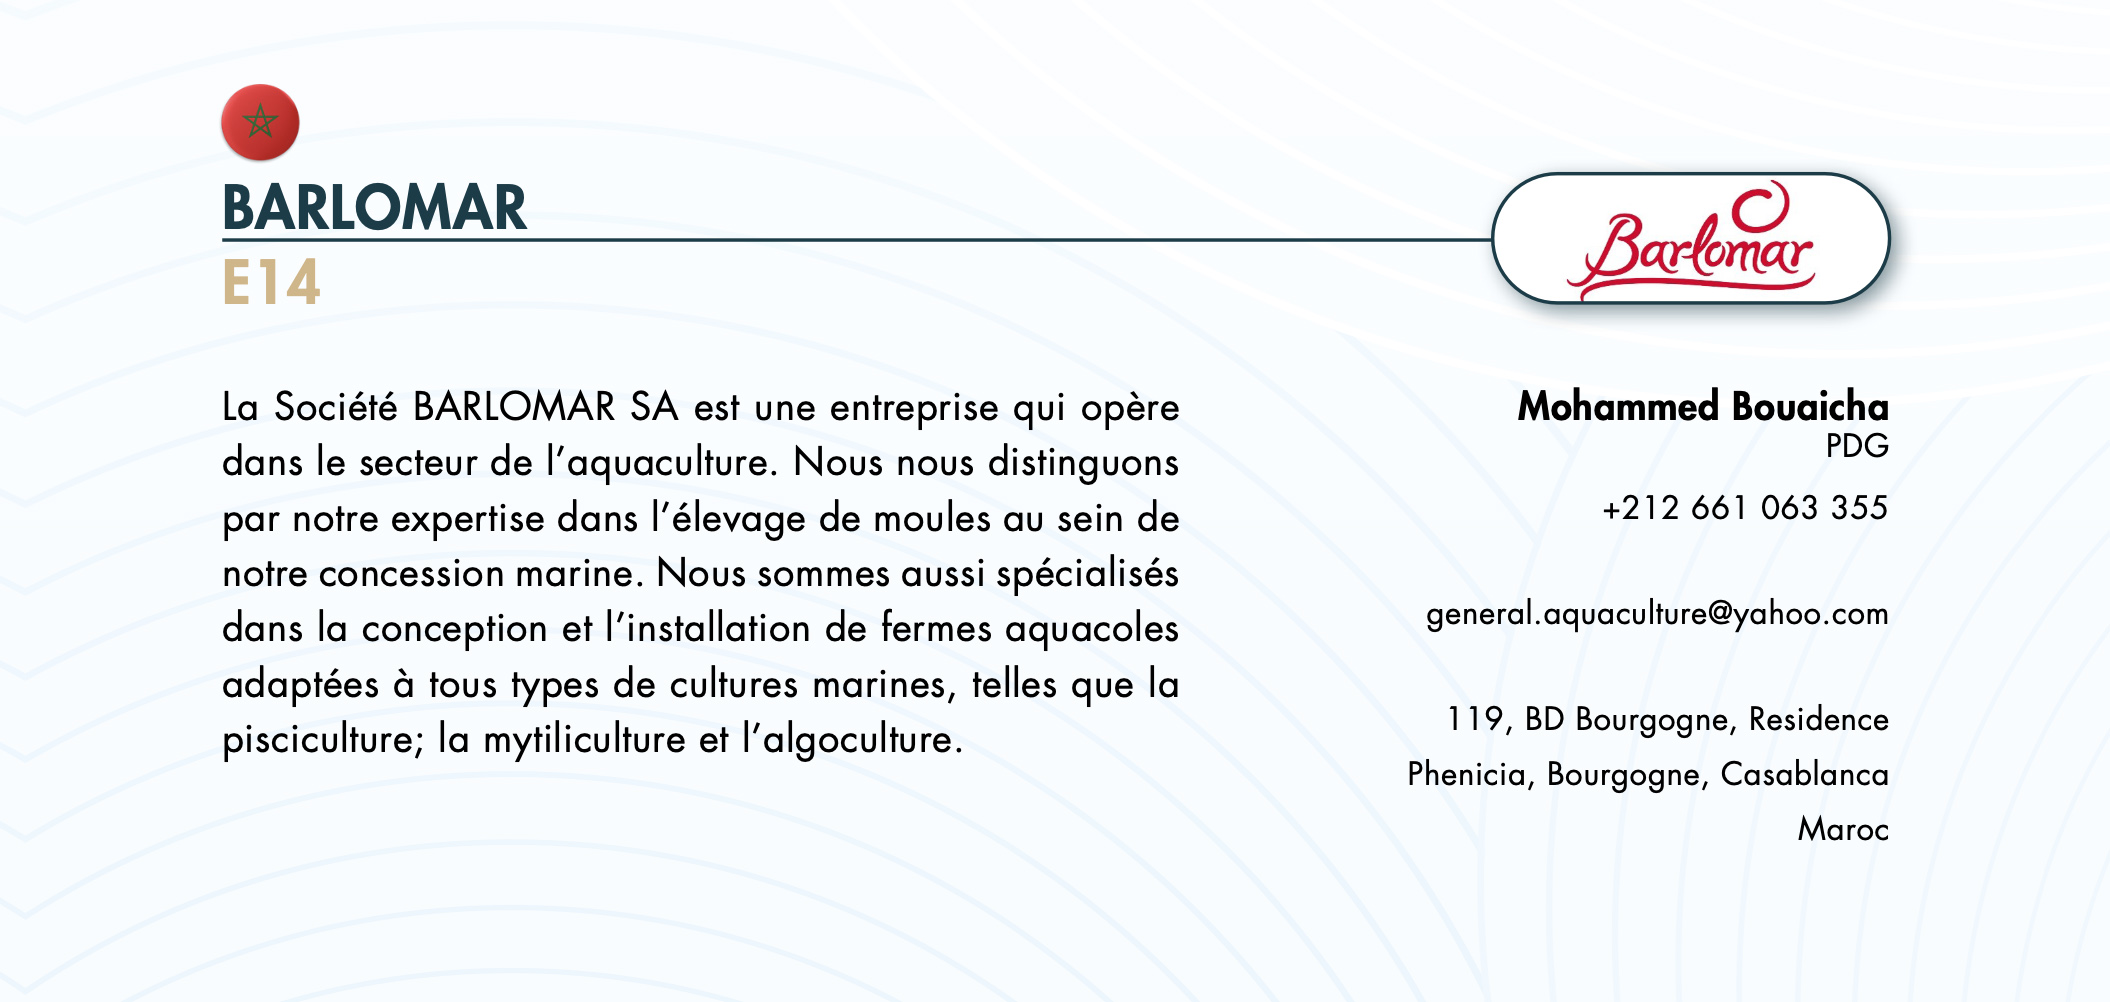 BARLOMAR
Barlomar
E14
La Société BARLOMAR SA est une entreprise qui opère
dans le secteur de l’aquaculture. Nous nous distinguons
par notre expertise dans l’élevage de moules au sein de
notre concession marine. Nous sommes aussi spécialisés
dans la conception et l’installation de fermes aquacoles
adaptées à tous types de cultures marines, telles que la
pisciculture; la mytiliculture et l’algoculture.
Mohammed Bouaicha
PDG
+212 661 063 355
general.aquaculture@yahoo.com
119, BD Bourgogne, Residence
Phenicia, Bourgogne, Casablanca
Maroc